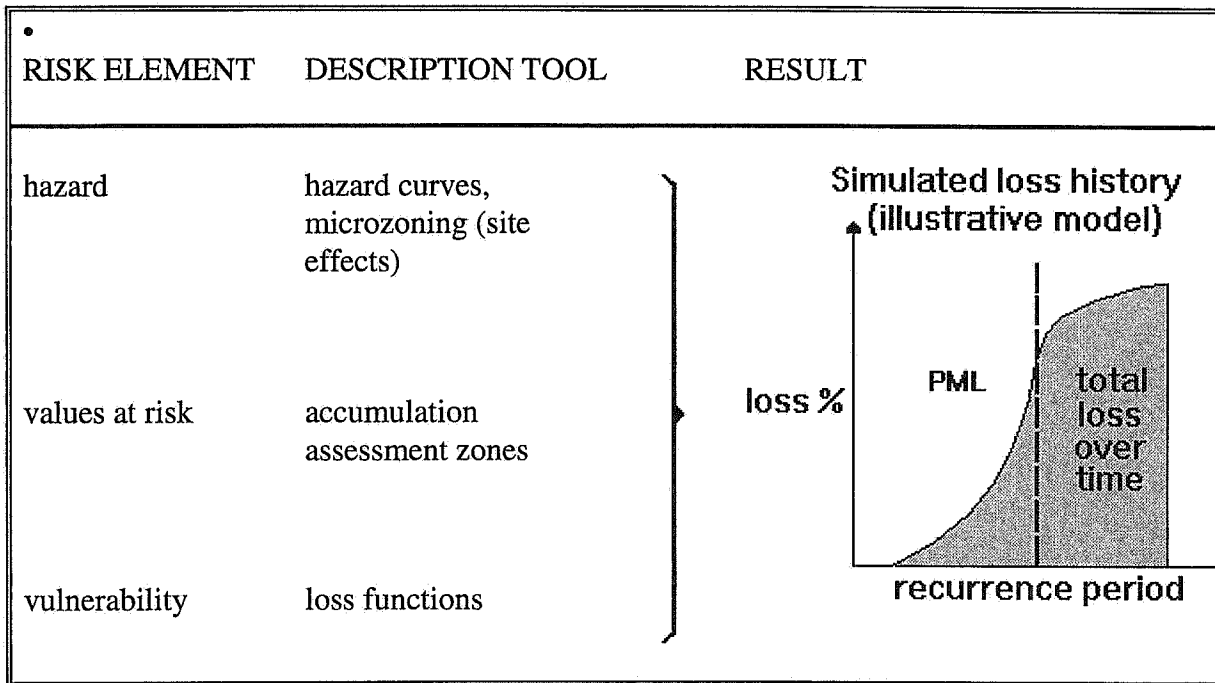 •
RISK ELEMENT DESCRIPTION TOOL RESULT
hazard
hazard curves,
microzoning (site
effects)
values at risk
accumulation
assessment zones
vulnerability
loss functions
Simulated loss history
(illustrative model)
loss %
PML
total
loss
over
time
recurrence period